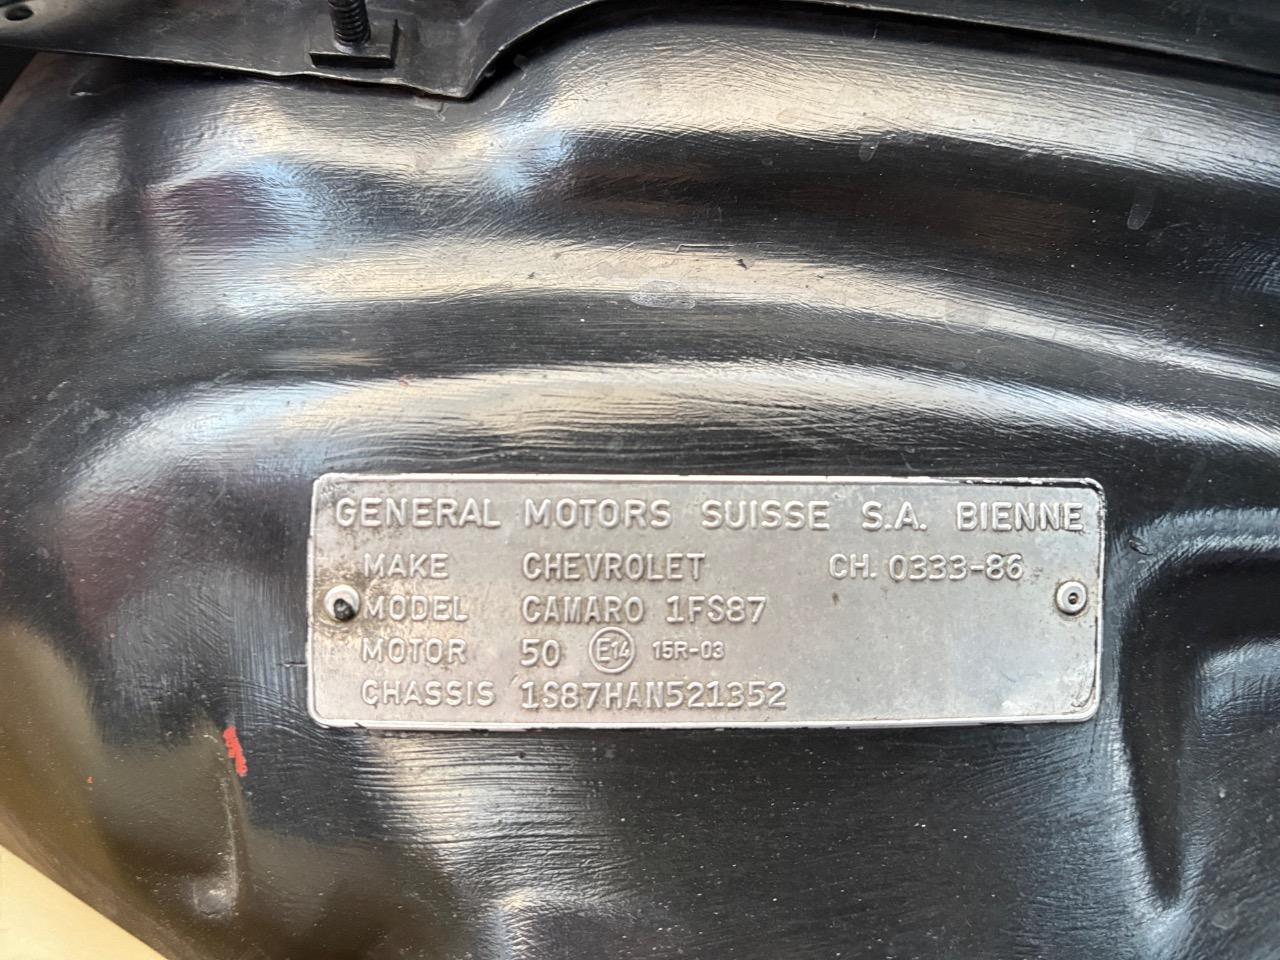 GENERAL MOTORS SUISSE S.A. BIENNE
MAKE CHEVROLET CH. 0333-86
MODEL CAMARO 1FS87
MOTOR 50 E14 15R-03
CHASSIS 1S87HAN521352